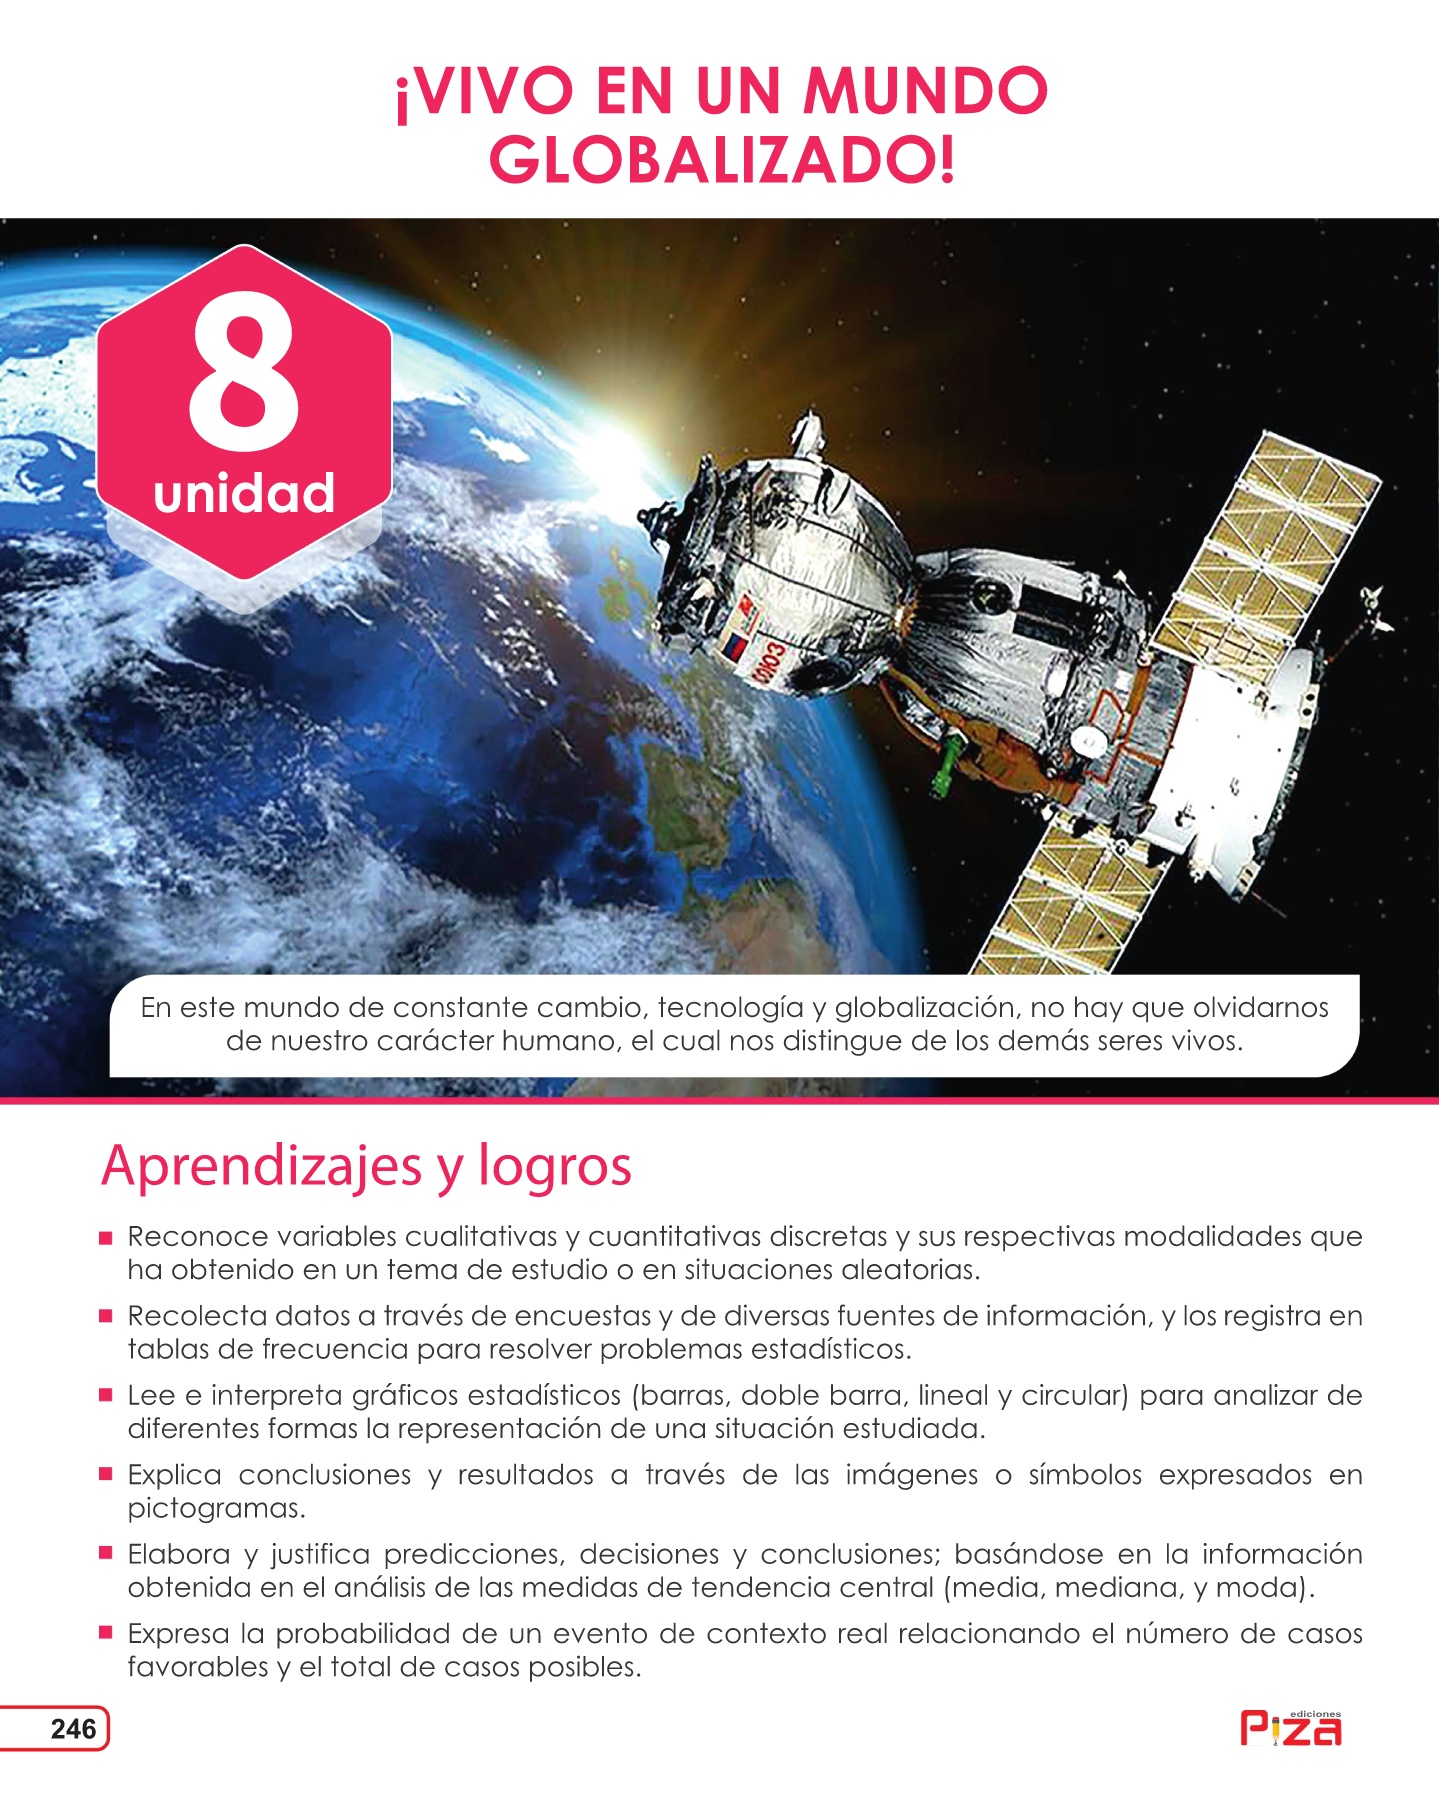 ¡VIVO EN UN MUNDO
GLOBALIZADO!
8
unidad
СОЮЗ
En este mundo de constante cambio, tecnología y globalización, no hay que olvidarnos
de nuestro carácter humano, el cual nos distingue de los demás seres vivos.
Aprendizajes y logros
Reconoce variables cualitativas y cuantitativas discretas y sus respectivas modalidades que
ha obtenido en un tema de estudio o en situaciones aleatorias.
Recolecta datos a través de encuestas y de diversas fuentes de información, y los registra en
tablas de frecuencia para resolver problemas estadísticos.
Lee e interpreta gráficos estadísticos (barras, doble barra, lineal y circular) para analizar de
diferentes formas la representación de una situación estudiada.
Explica conclusiones y resultados a través de las imágenes o símbolos expresados en
pictogramas.
Elabora y justifica predicciones, decisiones y conclusiones; basándose en la información
obtenida en el análisis de las medidas de tendencia central (media, mediana, y moda).
Expresa la probabilidad de un evento de contexto real relacionando el número de casos
favorables y el total de casos posibles.
246
ediciones
Piza